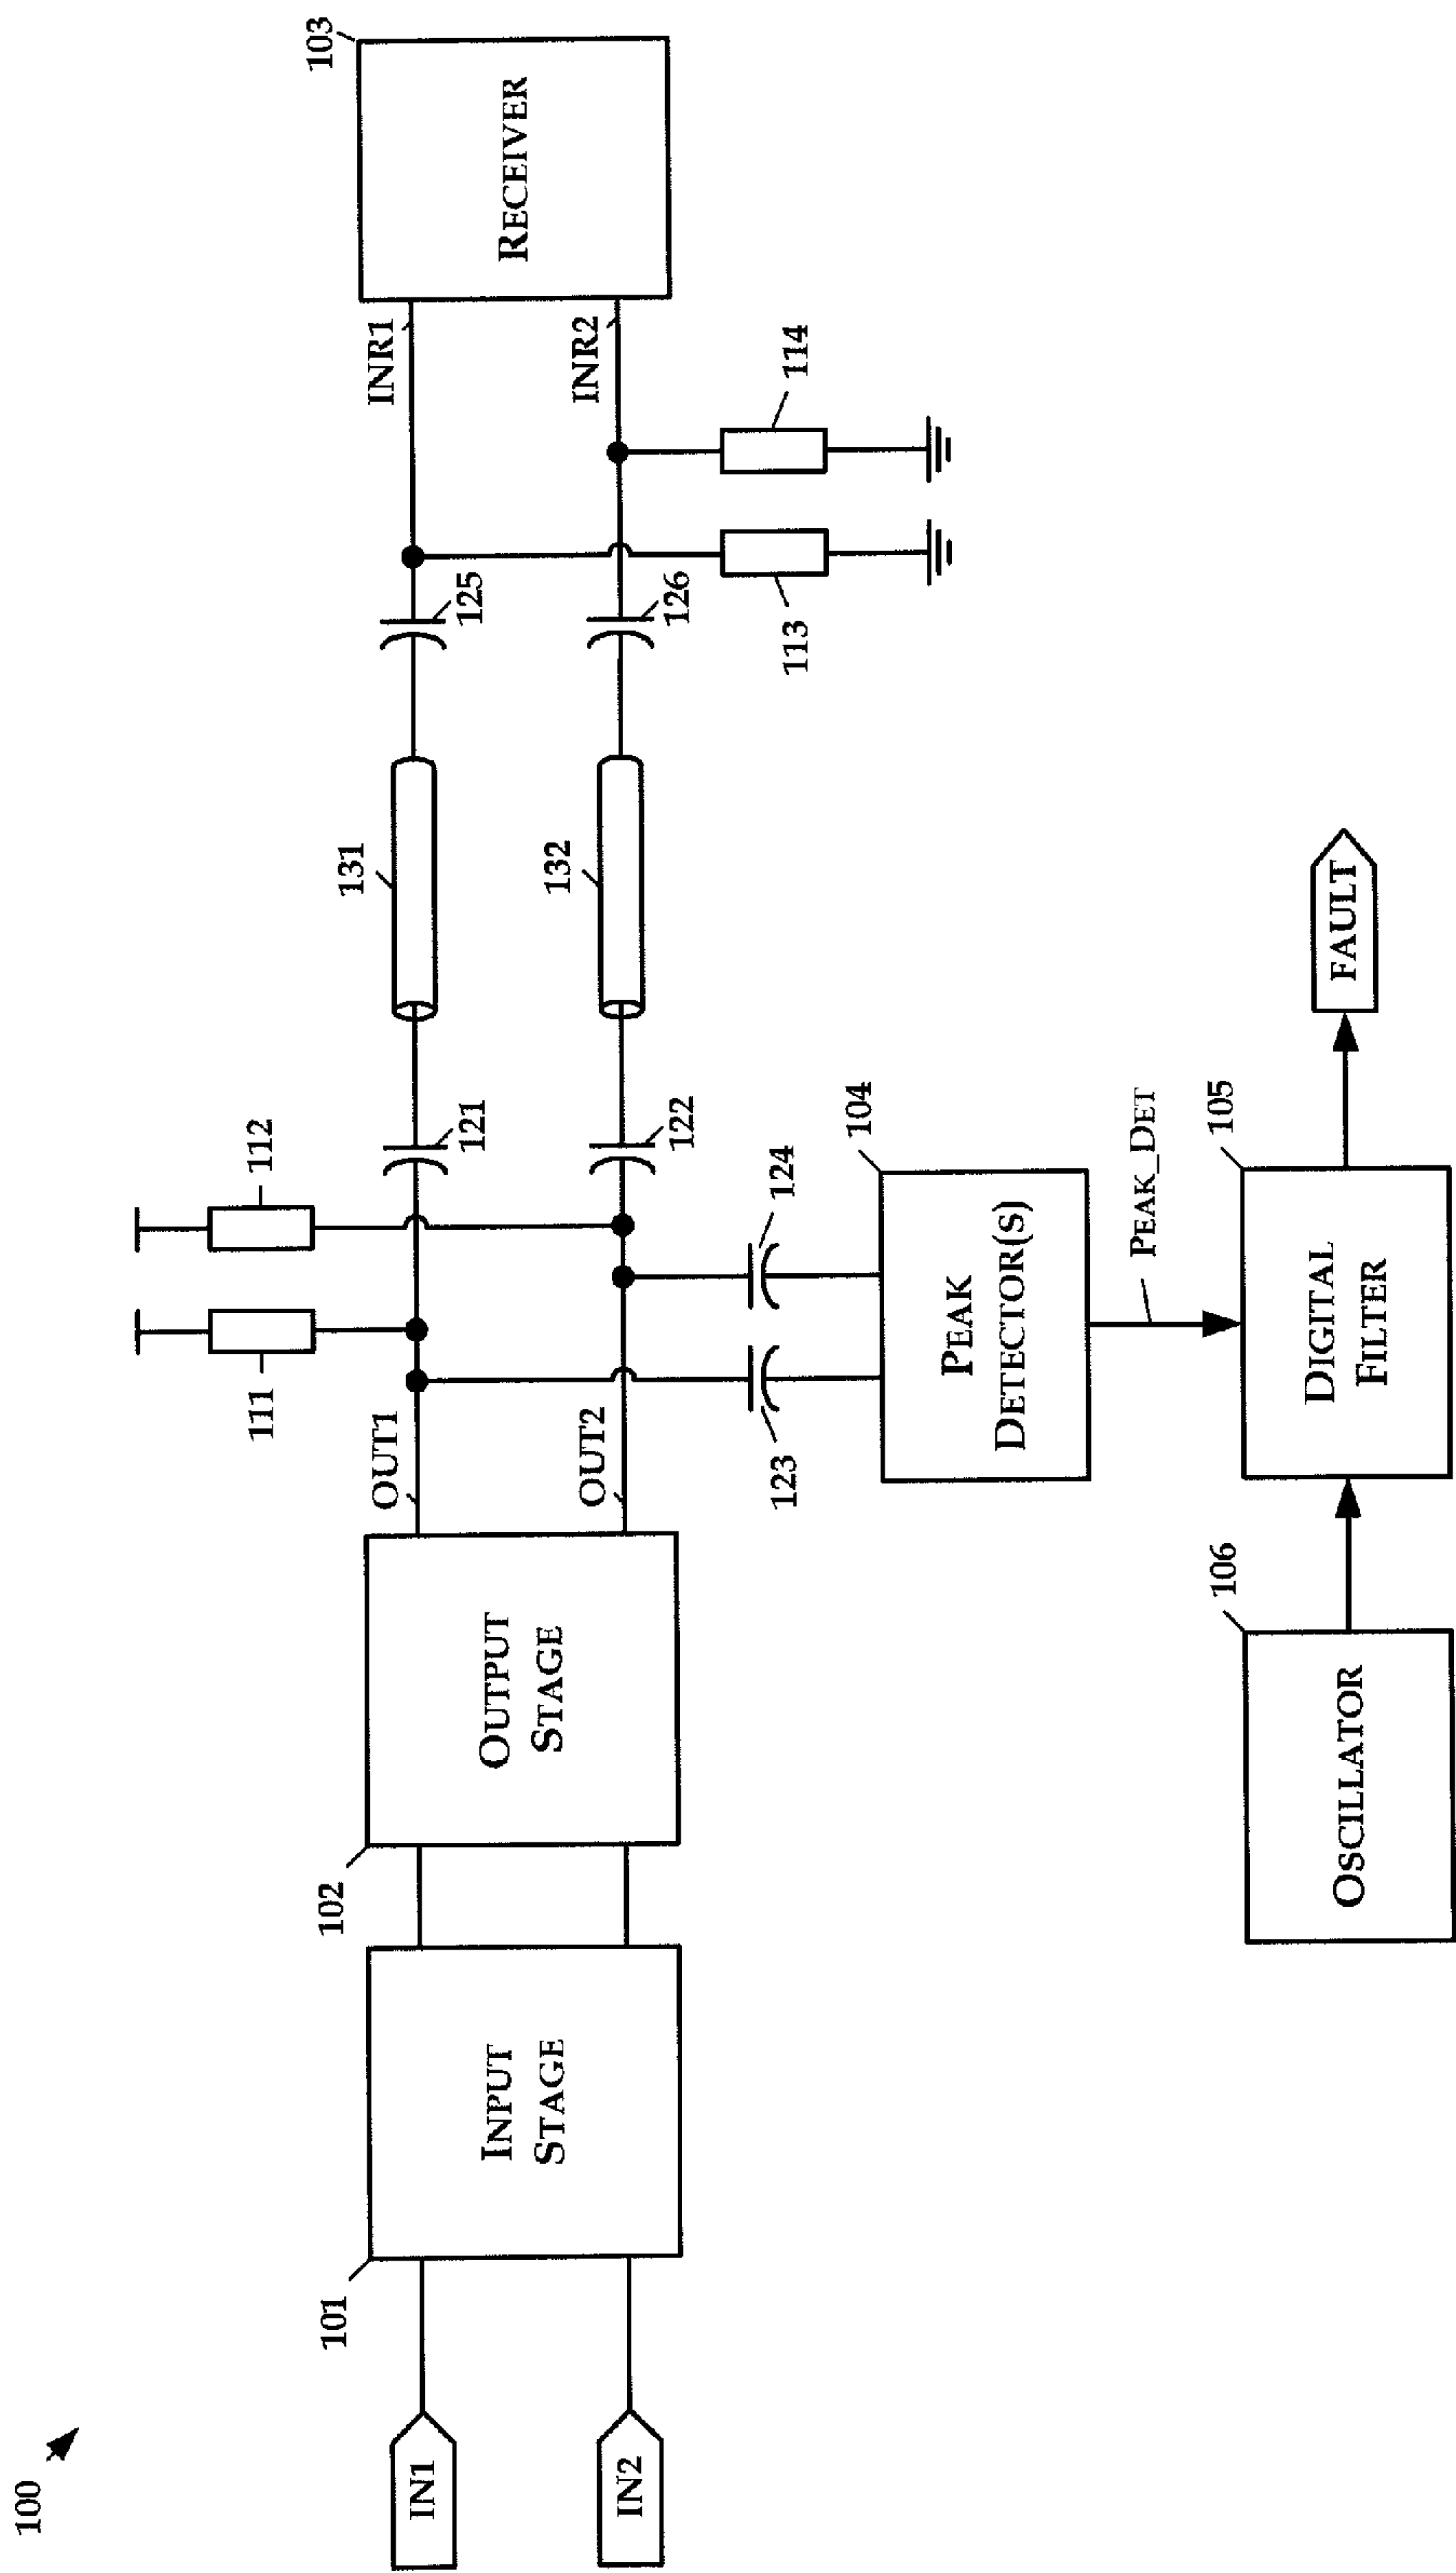 100
IN1
IN2
101
INPUT
STAGE
102
OUTPUT
STAGE
OUT1
OUT2
111
112
121
122
123
124
131
132
125
126
INR1
INR2
103
RECEIVER
113
114
104
PEAK
DETECTOR(S)
PEAK_DET
106
OSCILLATOR
105
DIGITAL
FILTER
FAULT